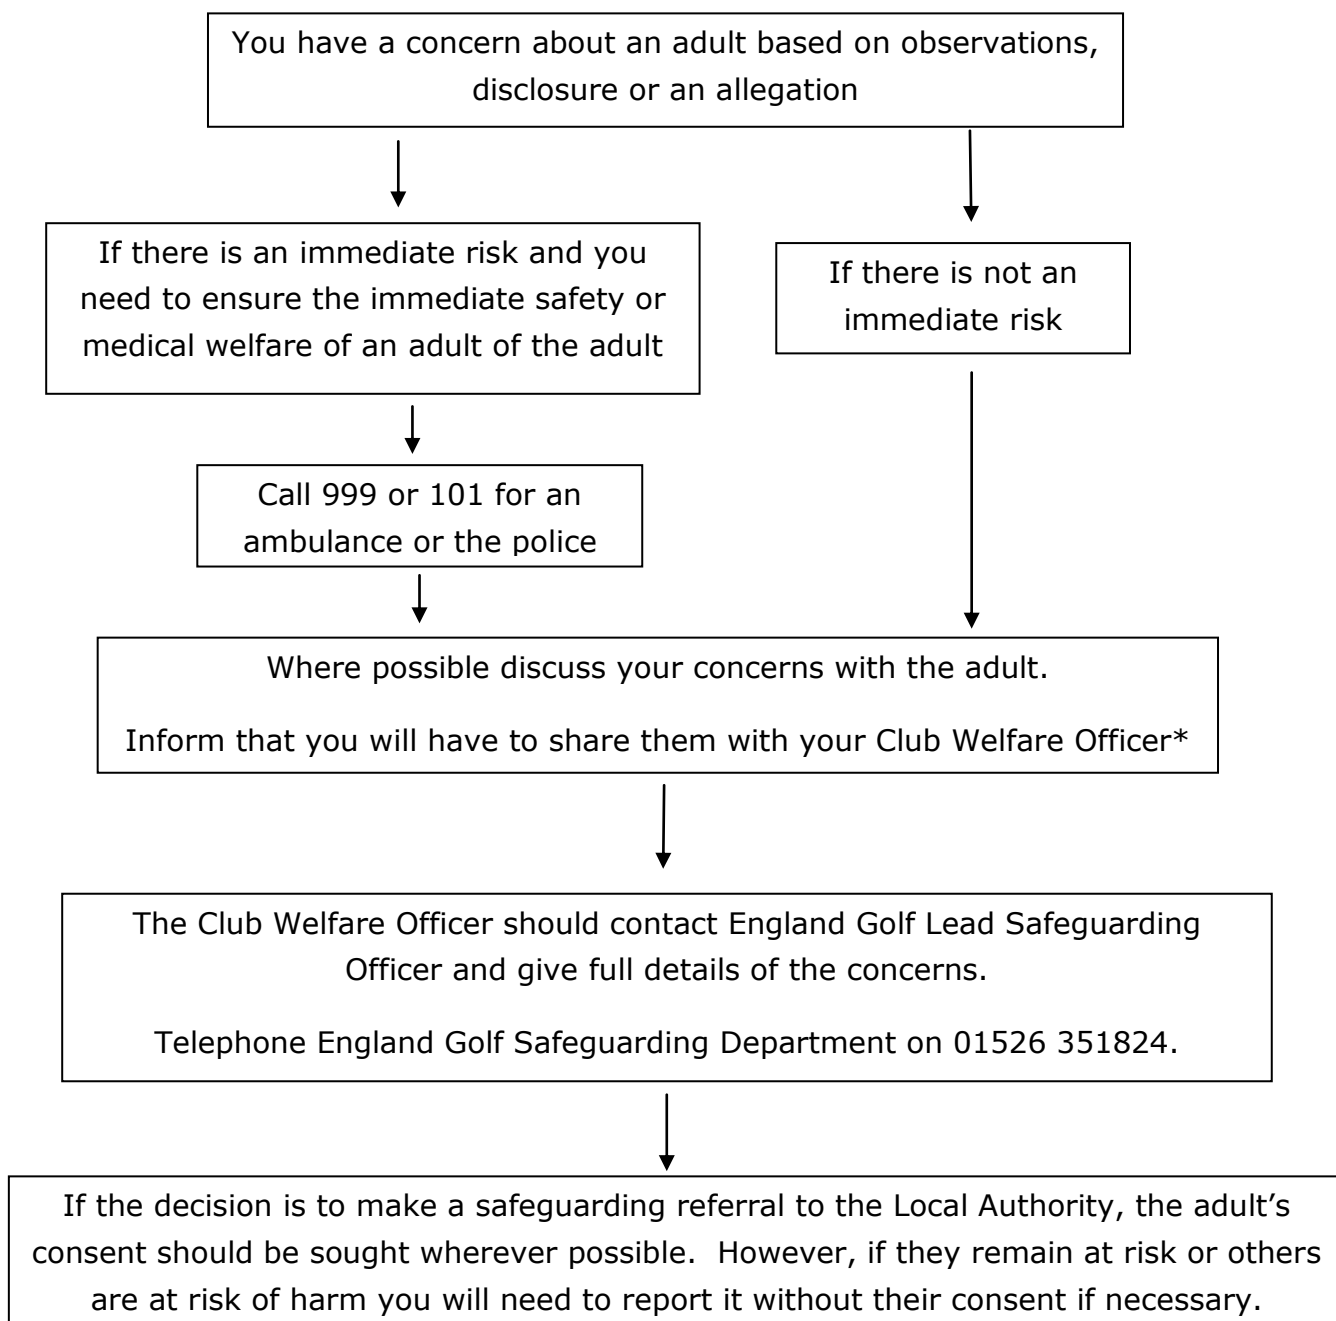 You have a concern about an adult based on observations,
disclosure or an allegation
If there is an immediate risk and you
need to ensure the immediate safety or
medical welfare of an adult of the adult
If there is not an
immediate risk
Call 999 or 101 for an
ambulance or the police
Where possible discuss your concerns with the adult.
Inform that you will have to share them with your Club Welfare Officer*
The Club Welfare Officer should contact England Golf Lead Safeguarding
Officer and give full details of the concerns.
Telephone England Golf Safeguarding Department on 01526 351824.
If the decision is to make a safeguarding referral to the Local Authority, the adult’s
consent should be sought wherever possible.  However, if they remain at risk or others
are at risk of harm you will need to report it without their consent if necessary.